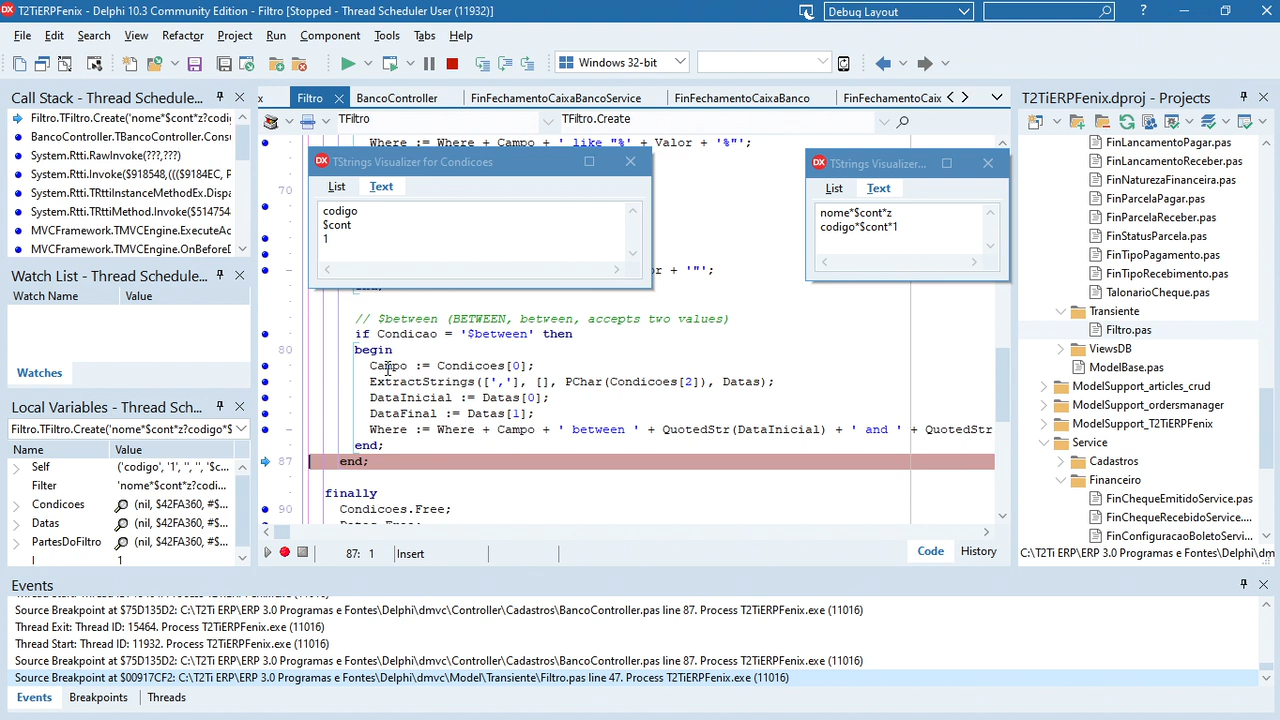 T2TiERPFenix - Delphi 10.3 Community Edition - Filtro [Stopped - Thread Scheduler User (11932)]
Debug Layout
File Edit Search View Refactor Project Run Component Tools Tabs Help
Windows 32-bit
Call Stack - Thread Schedule...
Filtro.TFiltro.Create('nome*$cont*z?codiga
BancoController.TBancoController.Cons
System.Rtti.RawInvoke(???,???)
System.Rtti.Invoke($918548,(($9184EC, P)
System.Rtti.TRttiInstanceMethodEx.Dispa
System.Rtti.TRttiMethod.Invoke($514754
MVCFramework.TMVCEngine.ExecuteAc
MVCFramework.TMVCEngine.OnBeforeD
Watch List - Thread Scheduler...
Watch Name Value
Watches
Local Variables - Thread Sch...
Filtro.TFiltro.Create('nome*$cont*z?codigo*$
Name Value
Self ('codigo', '1', '', '', '$c
Filter 'nome*$cont*z?codi
Condicoes (nil, $42FA360, #$...
Datas (nil, $42FA360, #$...
PartesDoFiltro (nil, $42FA360, #$...
I 1
x Filtro BancoController FinFechamentoCaixaBancoService FinFechamentoCaixaBanco FinFechamentoCai
TFiltro TFiltro.Create
Where := Where + Campo + ' like "%' + Valor + '%"';
TStrings Visualizer for Condicoes
List Text
codigo
$cont
1
TStrings Visualizer...
List Text
nome*$cont*z
codigo*$cont*1
70
or + '"';
end;
// $between (BETWEEN, between, accepts two values)
if Condicao = '$between' then
80 begin
Campo := Condicoes[0];
ExtractStrings([','], [], PChar(Condicoes[2]), Datas);
DataInicial := Datas[0];
DataFinal := Datas[1];
Where := Where + Campo + ' between ' + QuotedStr(DataInicial) + ' and ' + QuotedStr
end;
87 end;
finally
90 Condicoes.Free;
Datas.Free;
87: 1 Insert Code History
T2TiERPFenix.dproj - Projects
FinLancamentoPagar.pas
FinLancamentoReceber.pas
FinNaturezaFinanceira.pas
FinParcelaPagar.pas
FinParcelaReceber.pas
FinStatusParcela.pas
FinTipoPagamento.pas
FinTipoRecebimento.pas
TalonarioCheque.pas
Transiente
Filtro.pas
ViewsDB
ModelBase.pas
ModelSupport_articles_crud
ModelSupport_ordersmanager
ModelSupport_T2TiERPFenix
Service
Cadastros
Financeiro
FinChequeEmitidoService.pas
FinChequeRecebidoService....
FinConfiguracaoBoletoServi...
C:\T2Ti ERP\ERP 3.0 Programas e Fontes\Delphi\dm
Events
Source Breakpoint at $75D135D2: C:\T2Ti ERP\ERP 3.0 Programas e Fontes\Delphi\dmvc\Controller\Cadastros\BancoController.pas line 87. Process T2TiERPFenix.exe (11016)
Thread Exit: Thread ID: 15464. Process T2TiERPFenix.exe (11016)
Thread Start: Thread ID: 11932. Process T2TiERPFenix.exe (11016)
Source Breakpoint at $75D135D2: C:\T2Ti ERP\ERP 3.0 Programas e Fontes\Delphi\dmvc\Controller\Cadastros\BancoController.pas line 87. Process T2TiERPFenix.exe (11016)
Source Breakpoint at $00917CF2: C:\T2Ti ERP\ERP 3.0 Programas e Fontes\Delphi\dmvc\Model\Transiente\Filtro.pas line 47. Process T2TiERPFenix.exe (11016)
Events Breakpoints Threads